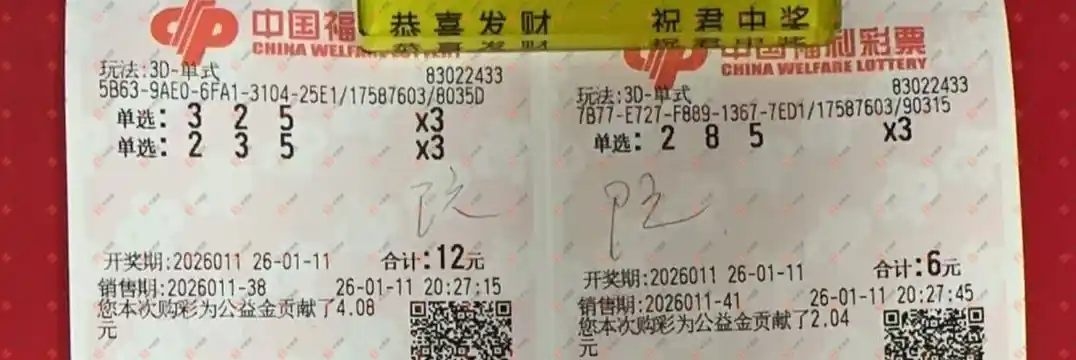 恭喜发财 祝君中奖
中国福
CHINA WELFARE
玩法:3D-单式
83022433
5B63-9AE0-6FA1-3104-25E1/17587603/8035D
单选: 3 2 5 x3
单选: 2 3 5 x3
开奖期:2026011 26-01-11 合计:12元
销售期:2026011-38 26-01-11 20:27:15
您本次购彩为公益金贡献了4.08
元
中国福利彩票
CHINA WELFARE LOTTERY
83022433
玩法:3D-单式
7B77-E727-F889-1367-7ED1/17587603/90315
单选: 2 8 5 x3
开奖期:2026011 26-01-11 合计:6元
销售期:2026011-41 26-01-11 20:27:45
您本次购彩为公益金贡献了2.04
元